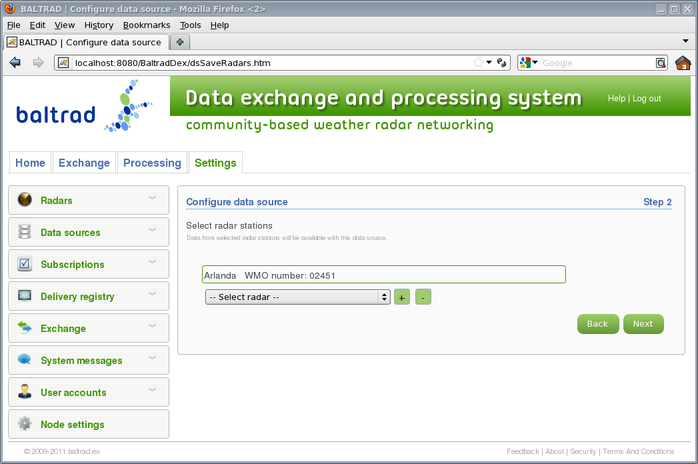 BALTRAD | Configure data source - Mozilla Firefox <2>
File Edit View History Bookmarks Tools Help
BALTRAD | Configure data source
localhost:8080/BaltradDex/dsSaveRadars.htm
Google
baltrad
Data exchange and processing system
Help | Log out
community-based weather radar networking
Home
Exchange
Processing
Settings
Radars
Data sources
Subscriptions
Delivery registry
Exchange
System messages
User accounts
Node settings
Configure data source
Step 2
Select radar stations
Data from selected radar stations will be available with this data source.
Arlanda WMO number: 02451
-- Select radar --
+
-
Back
Next
© 2009-2011 baltrad.eu
Feedback | About | Security | Terms And Conditions